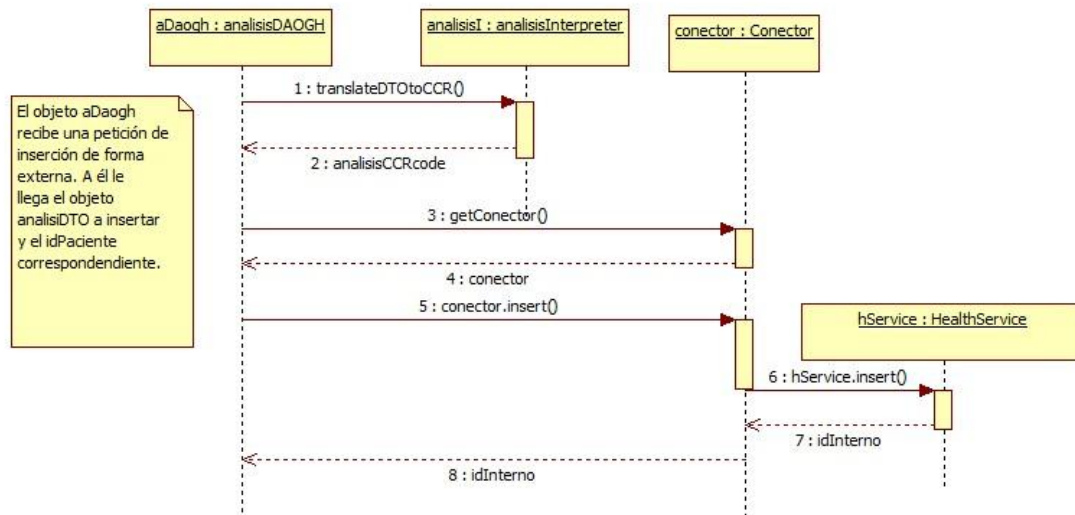 aDaogh : analisisDAOGH
analisisI : analisisInterpreter
conector : Conector
1 : translateDTOtoCCR()
El objeto aDaogh
recibe una petición de
inserción de forma
externa. A él le
llega el objeto
analisiDTO a insertar
y el idPaciente
correspondendiente.
2 : analisisCCRcode
3 : getConector()
4 : conector
5 : conector.insert()
hService : HealthService
6 : hService.insert()
7 : idInterno
8 : idInterno